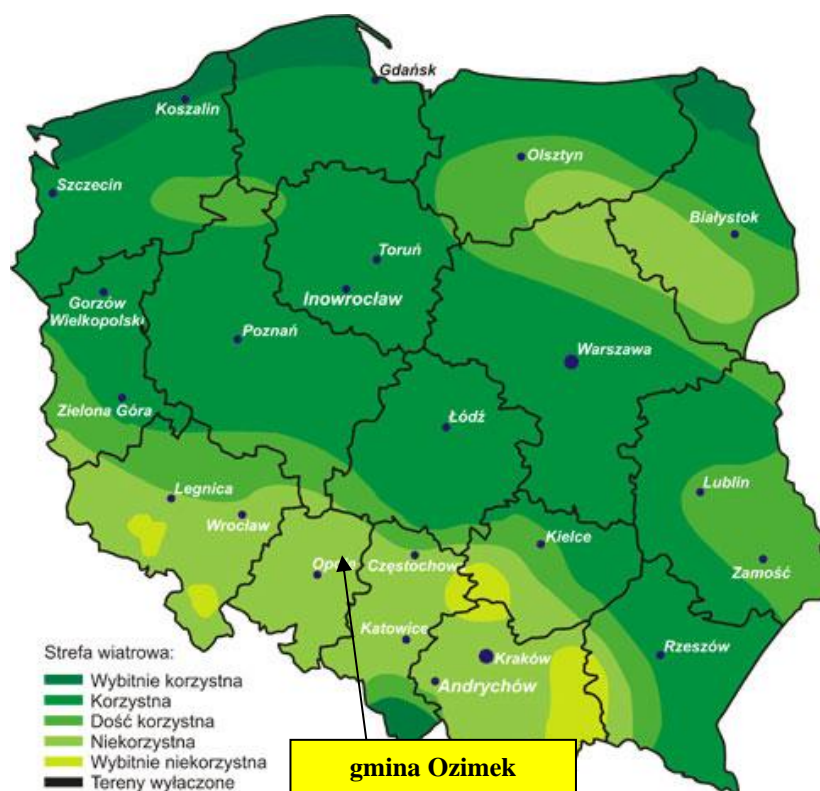 Gdańsk
Koszalin
Olsztyn
Szczecin
Białystok
Toruń
Inowrocław
Gorzów
Wielkopolski
Poznań
Warszawa
Zielona Góra
Łódź
Legnica
Lublin
Wrocław
Kielce
Opole
Częstochowa
Zamość
Katowice
Kraków
Rzeszów
Andrychów
Strefa wiatrowa:
Wybitnie korzystna
Korzystna
Dość korzystna
Niekorzystna
Wybitnie niekorzystna
Tereny wyłączone
gmina Ozimek